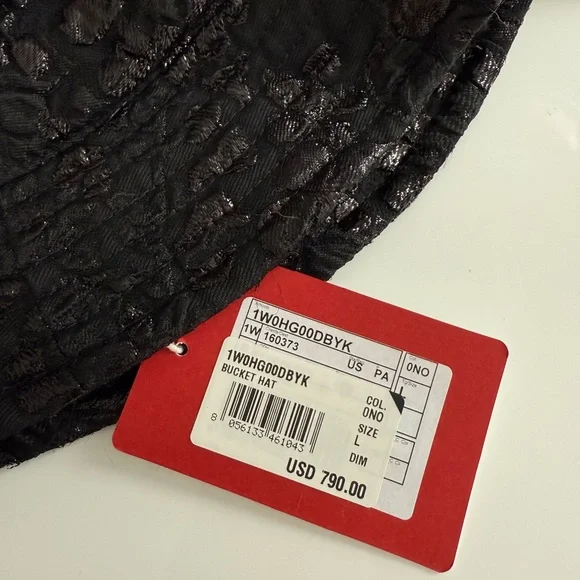 1W0HG00DBYK
1W 160373
US PA
0NO
L
1W0HG00DBYK
BUCKET HAT
COL.
0NO
SIZE
L
DIM
8 056133 461043
USD 790.00